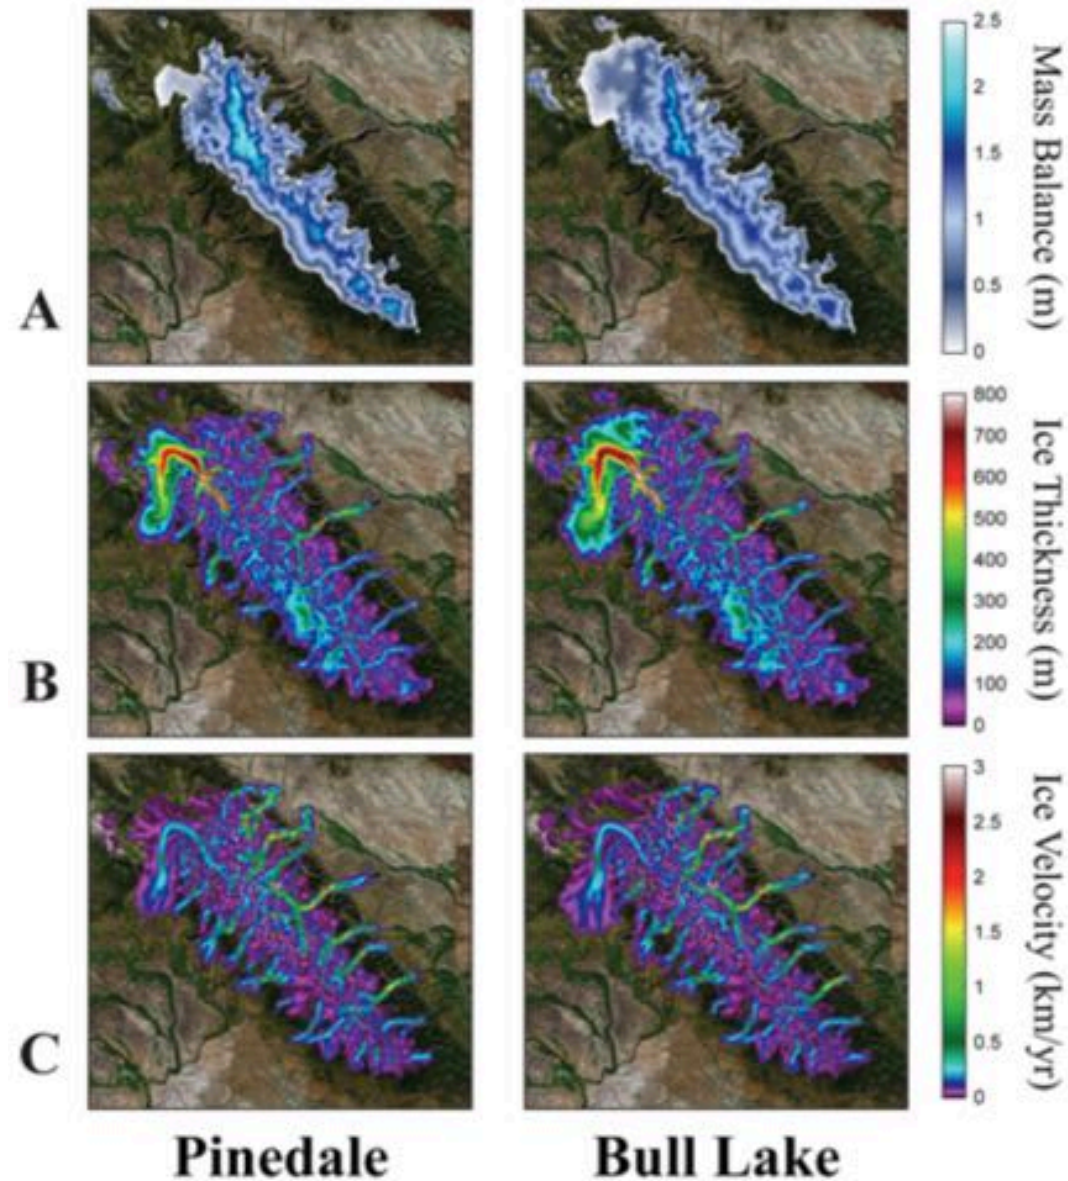 2.5
2
1.5
1
0.5
0
Mass Balance (m)
A
800
700
600
500
400
300
200
100
0
Ice Thickness (m)
B
3
2.5
2
1.5
1
0.5
0
Ice Velocity (km/yr)
C
Pinedale
Bull Lake